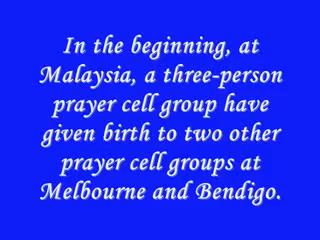 In the beginning, at
Malaysia, a three-person
prayer cell group have
given birth to two other
prayer cell groups at
Melbourne and Bendigo.